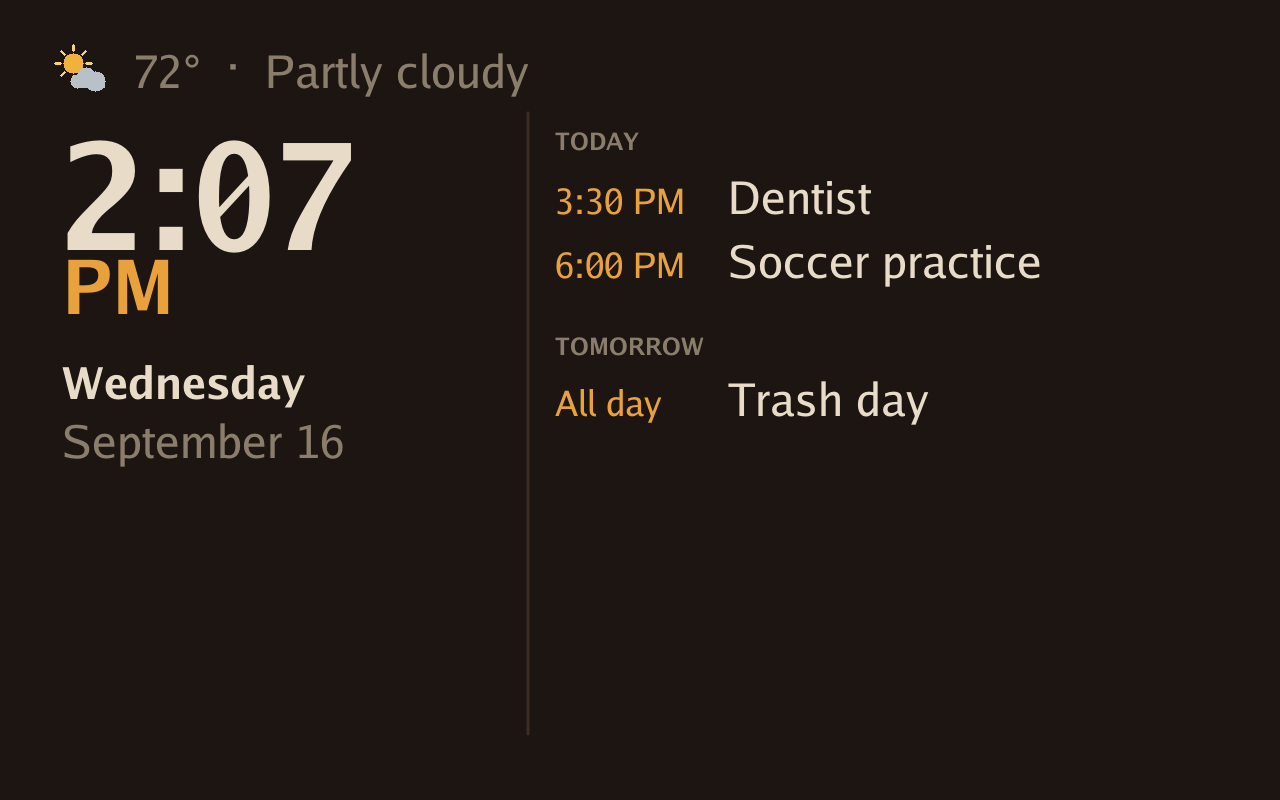 72° · Partly cloudy
2:07
PM
Wednesday
September 16
TODAY
3:30 PM Dentist
6:00 PM Soccer practice
TOMORROW
All day Trash day